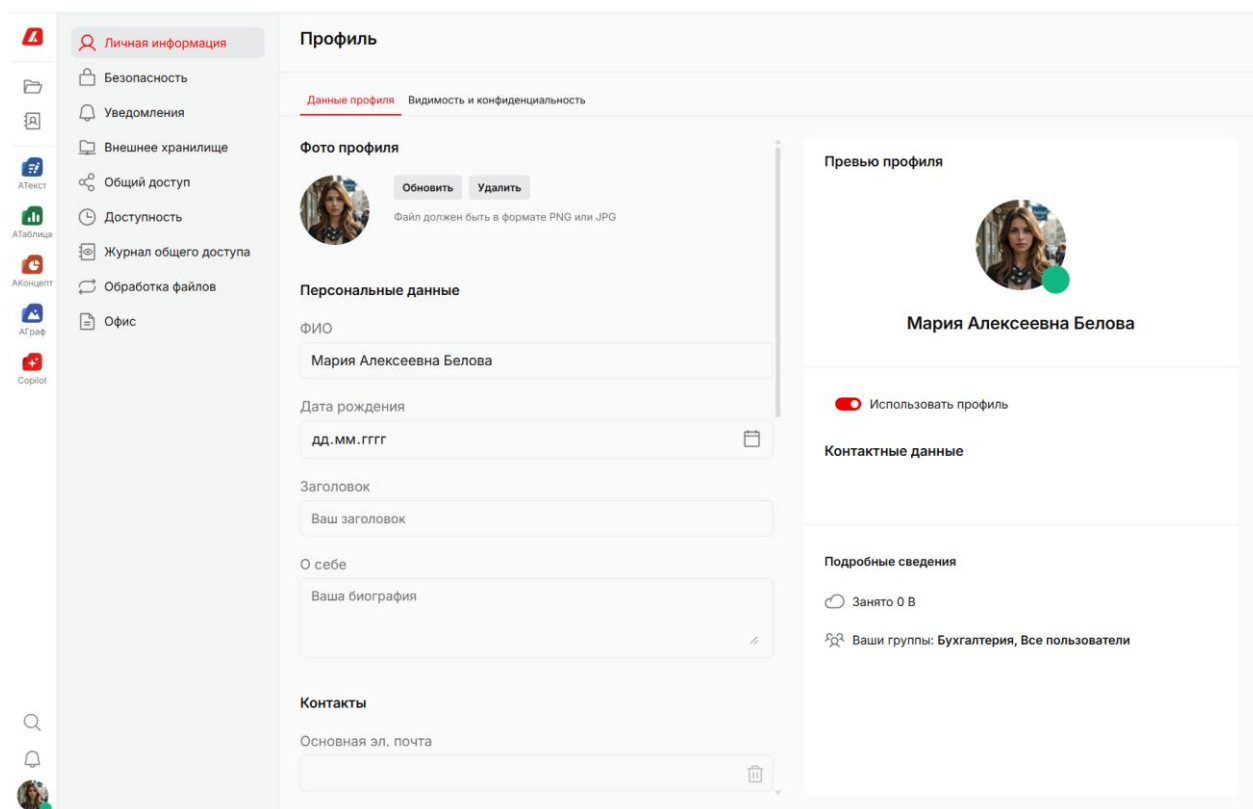 АТекст
АТаблица
АКонцепт
АГраф
Copilot
Личная информация
Безопасность
Уведомления
Внешнее хранилище
Общий доступ
Доступность
Журнал общего доступа
Обработка файлов
Офис
Профиль
Данные профиля
Видимость и конфиденциальность
Фото профиля
Обновить
Удалить
Файл должен быть в формате PNG или JPG
Персональные данные
ФИО
Мария Алексеевна Белова
Дата рождения
дд.мм.гггг
Заголовок
Ваш заголовок
О себе
Ваша биография
Контакты
Основная эл. почта
Превью профиля
Мария Алексеевна Белова
Использовать профиль
Контактные данные
Подробные сведения
Занято 0 B
Ваши группы: Бухгалтерия, Все пользователи